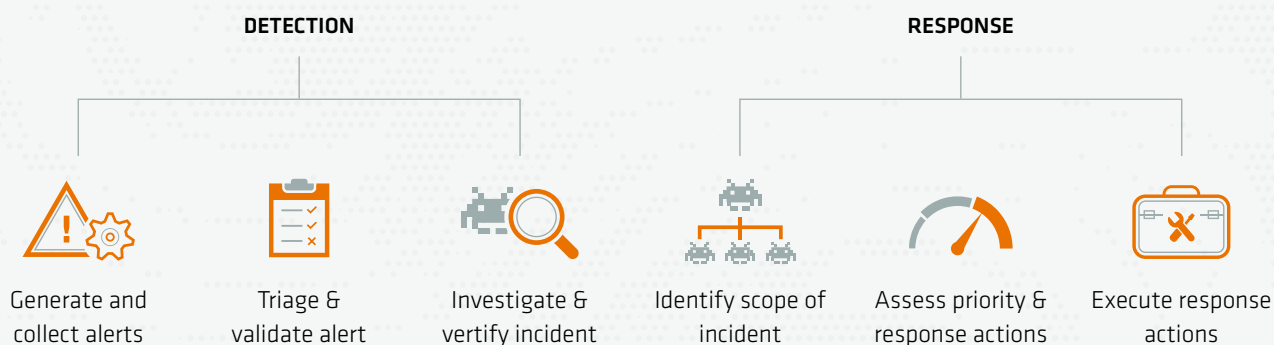 DETECTION
RESPONSE
Generate and
collect alerts
Triage &
validate alert
Investigate &
vertify incident
Identify scope of
incident
Assess priority &
response actions
Execute response
actions